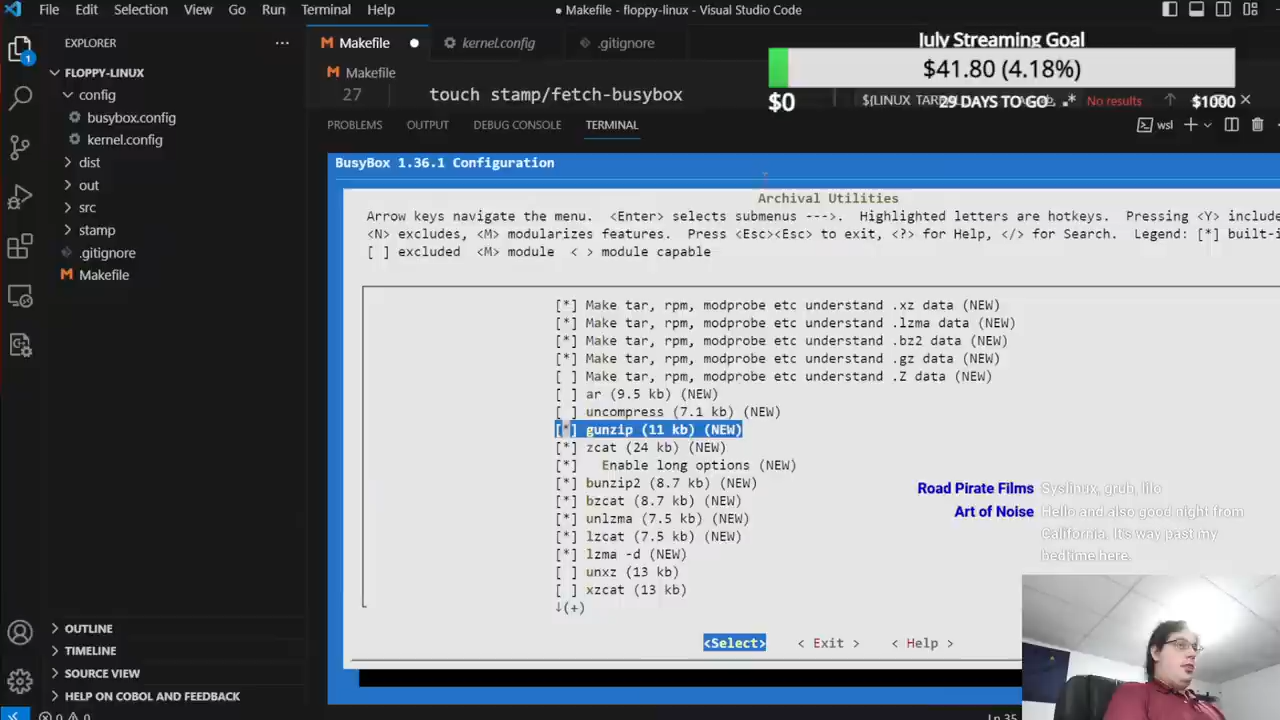 File Edit Selection View Go Run Terminal Help
● Makefile - floppy-linux - Visual Studio Code
EXPLORER
Makefile
kernel.config
.gitignore
July Streaming Goal
$41.80 (4.18%)
$0
29 DAYS TO GO
$1000
No results
FLOPPY-LINUX
config
busybox.config
kernel.config
dist
out
src
stamp
.gitignore
Makefile
Makefile
27 touch stamp/fetch-busybox
PROBLEMS OUTPUT DEBUG CONSOLE TERMINAL
wsl
BusyBox 1.36.1 Configuration
Archival Utilities
Arrow keys navigate the menu. <Enter> selects submenus --->. Highlighted letters are hotkeys. Pressing <Y> include
<N> excludes, <M> modularizes features. Press <Esc><Esc> to exit, <?> for Help, </> for Search. Legend: [*] built-i
[ ] excluded <M> module < > module capable
[*] Make tar, rpm, modprobe etc understand .xz data (NEW)
[*] Make tar, rpm, modprobe etc understand .lzma data (NEW)
[*] Make tar, rpm, modprobe etc understand .bz2 data (NEW)
[*] Make tar, rpm, modprobe etc understand .gz data (NEW)
[ ] Make tar, rpm, modprobe etc understand .Z data (NEW)
[ ] ar (9.5 kb) (NEW)
[ ] uncompress (7.1 kb) (NEW)
[*] gunzip (11 kb) (NEW)
[*] zcat (24 kb) (NEW)
[*] Enable long options (NEW)
[*] bunzip2 (8.7 kb) (NEW)
[*] bzcat (8.7 kb) (NEW)
[*] unlzma (7.5 kb) (NEW)
[*] lzcat (7.5 kb) (NEW)
[*] lzma -d (NEW)
[ ] unxz (13 kb)
[ ] xzcat (13 kb)
↓(+)
<Select> < Exit > < Help >
Road Pirate Films Syslinux, grub, lilo
Art of Noise Hello and also good night from
California. It's way past my
bedtime here.
OUTLINE
TIMELINE
SOURCE VIEW
HELP ON COBOL AND FEEDBACK
0 0
Ln 35